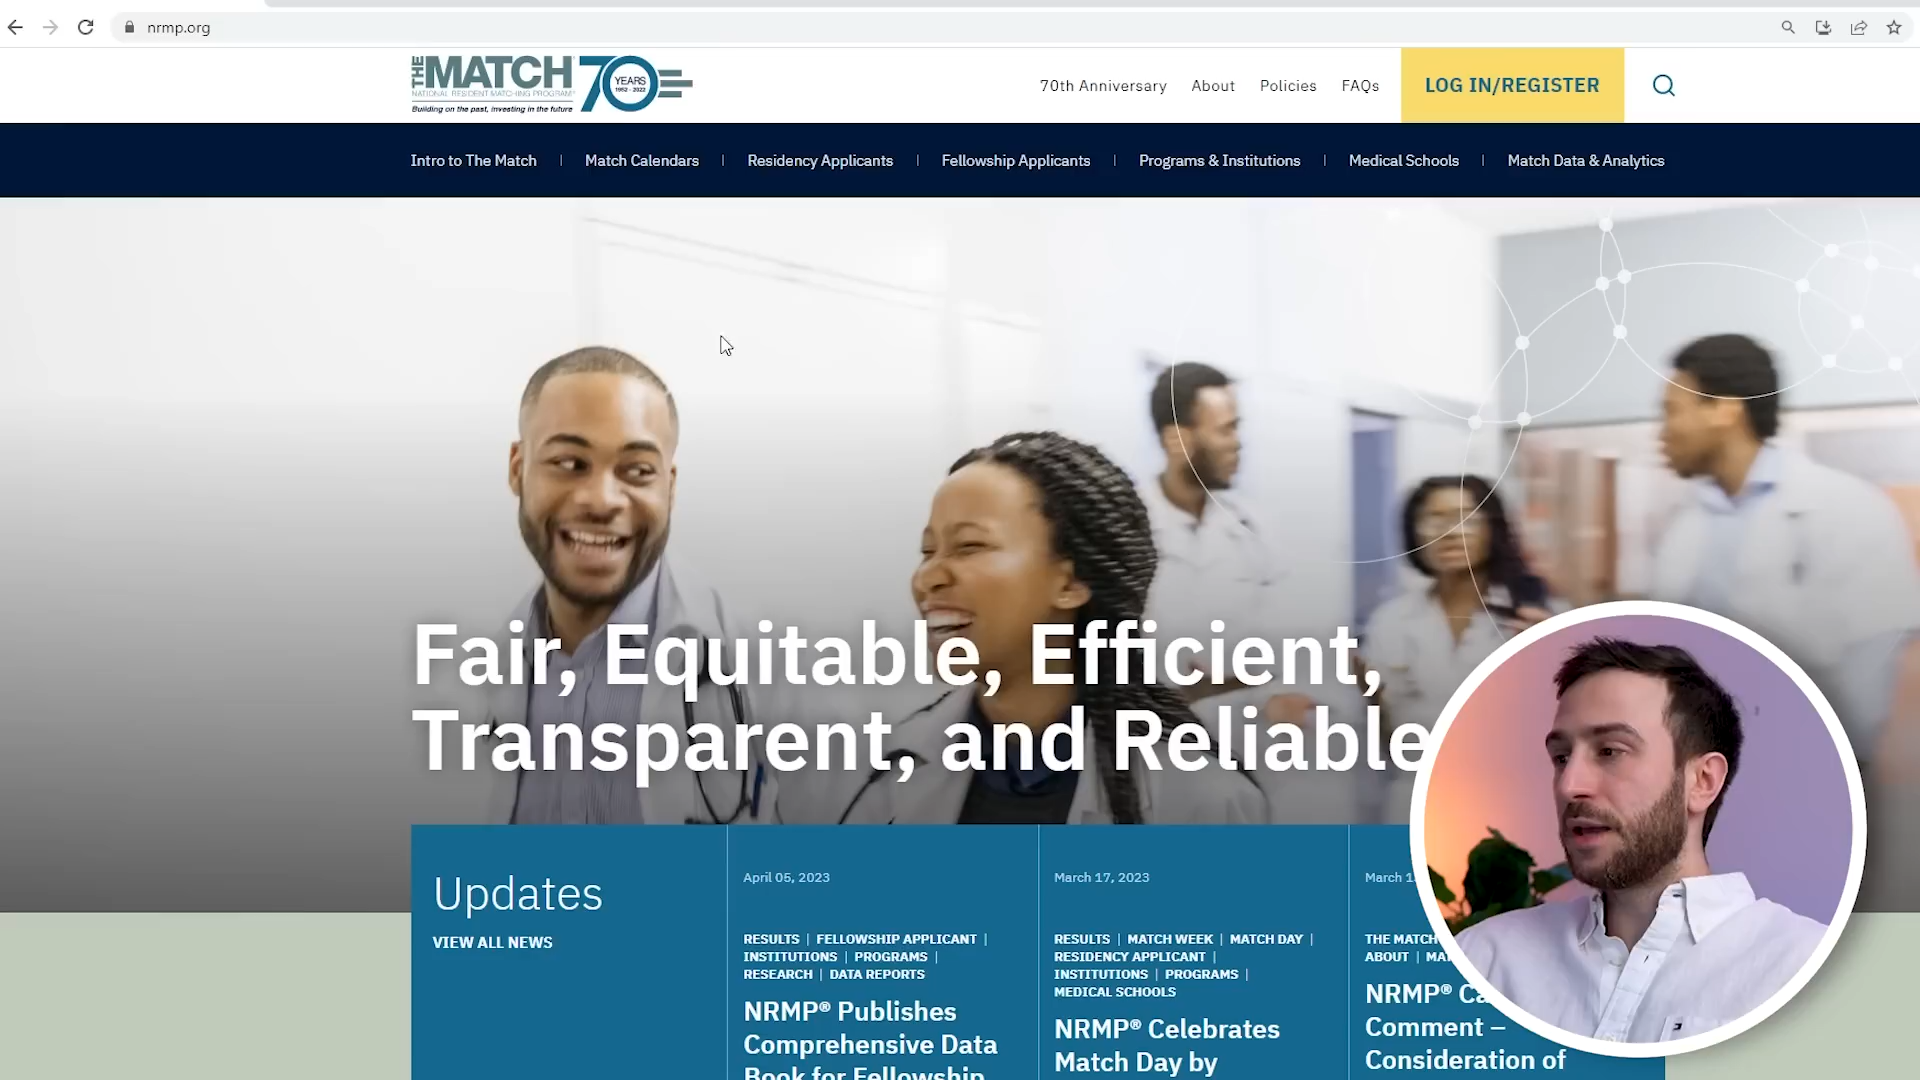 nrmp.org
THE MATCH
NATIONAL RESIDENT MATCHING PROGRAM®
Building on the past, investing in the future
70 YEARS
1952 - 2022
70th Anniversary About Policies FAQs LOG IN/REGISTER
Intro to The Match | Match Calendars | Residency Applicants | Fellowship Applicants | Programs & Institutions | Medical Schools | Match Data & Analytics
Fair, Equitable, Efficient,
Transparent, and Reliable
Updates
VIEW ALL NEWS
April 05, 2023
RESULTS | FELLOWSHIP APPLICANT |
INSTITUTIONS | PROGRAMS |
RESEARCH | DATA REPORTS
NRMP® Publishes
Comprehensive Data
Book for Fellowship
March 17, 2023
RESULTS | MATCH WEEK | MATCH DAY |
RESIDENCY APPLICANT |
INSTITUTIONS | PROGRAMS |
MEDICAL SCHOOLS
NRMP® Celebrates
Match Day by
March
THE MATCH
ABOUT |
NRMP®
Comment –
Consideration of